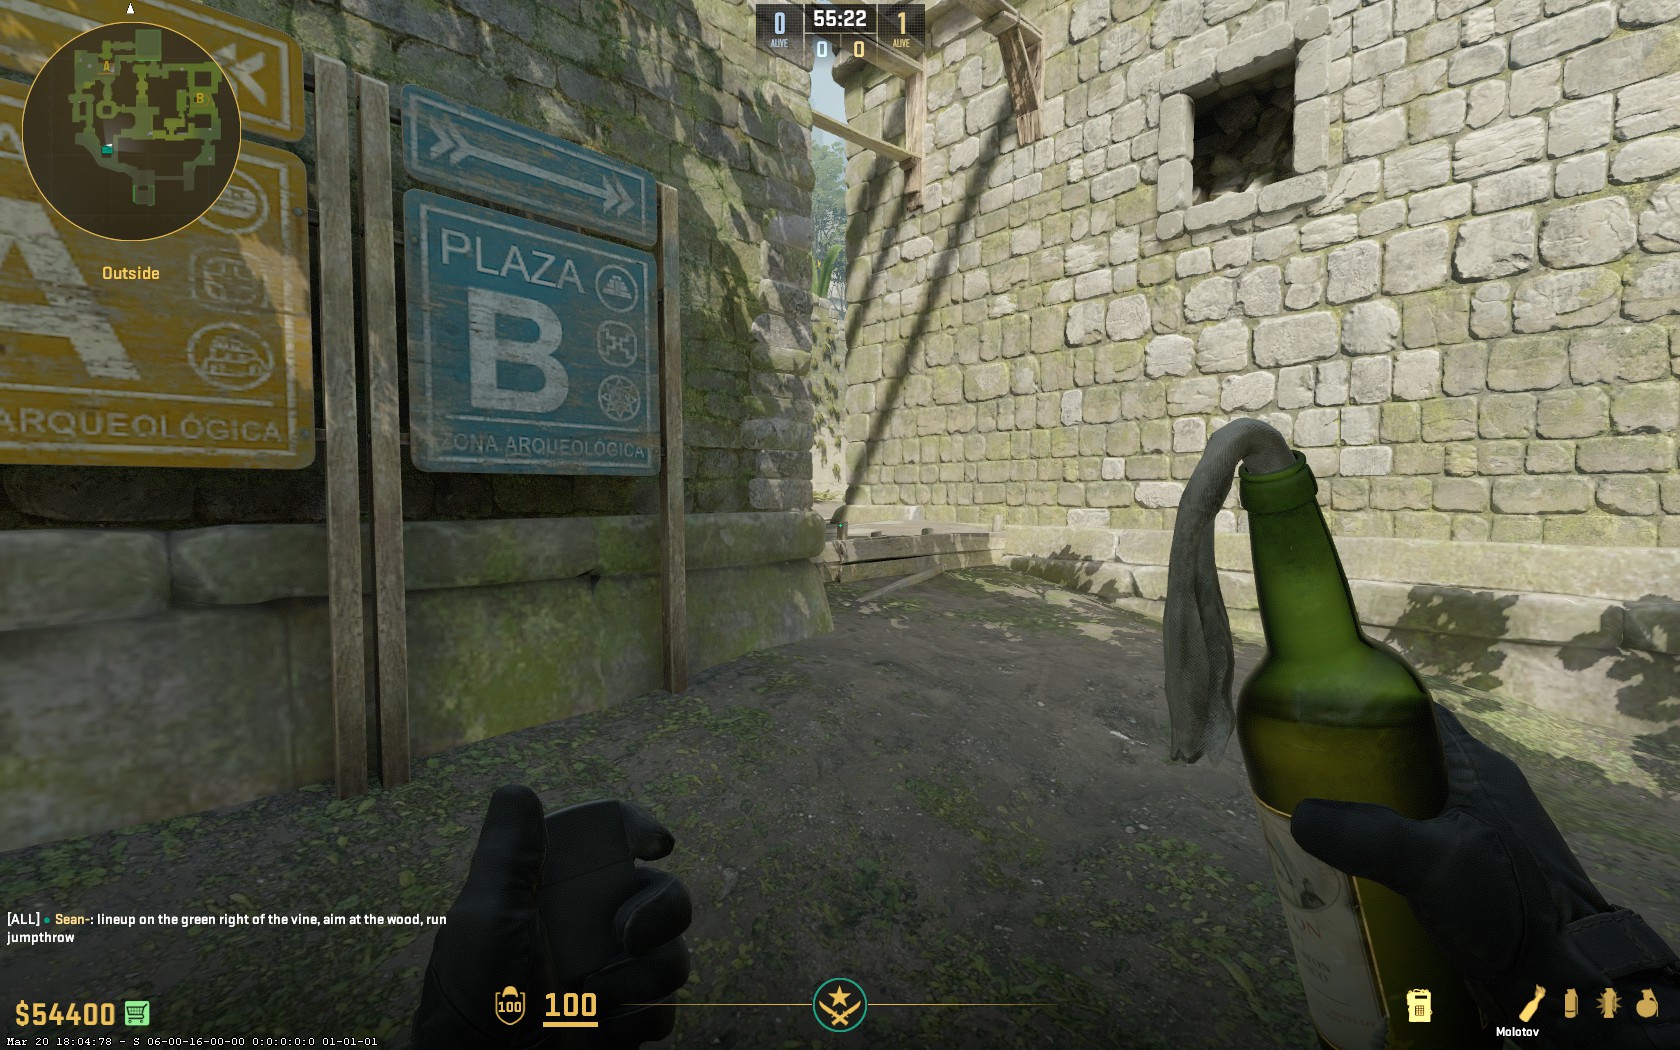 0
ALIVE
55:22
1
ALIVE
0 0
A
B
Outside
A
ARQUEOLÓGICA
PLAZA
B
ZONA ARQUEOLÓGICA
[ALL] Sean-: lineup on the green right of the vine, aim at the wood, run
jumpthrow
$54400
100
100
Molotov
Mar 20 18:04:78 - S 06-00-16-00-00 0:0:0:0:0 01-01-01